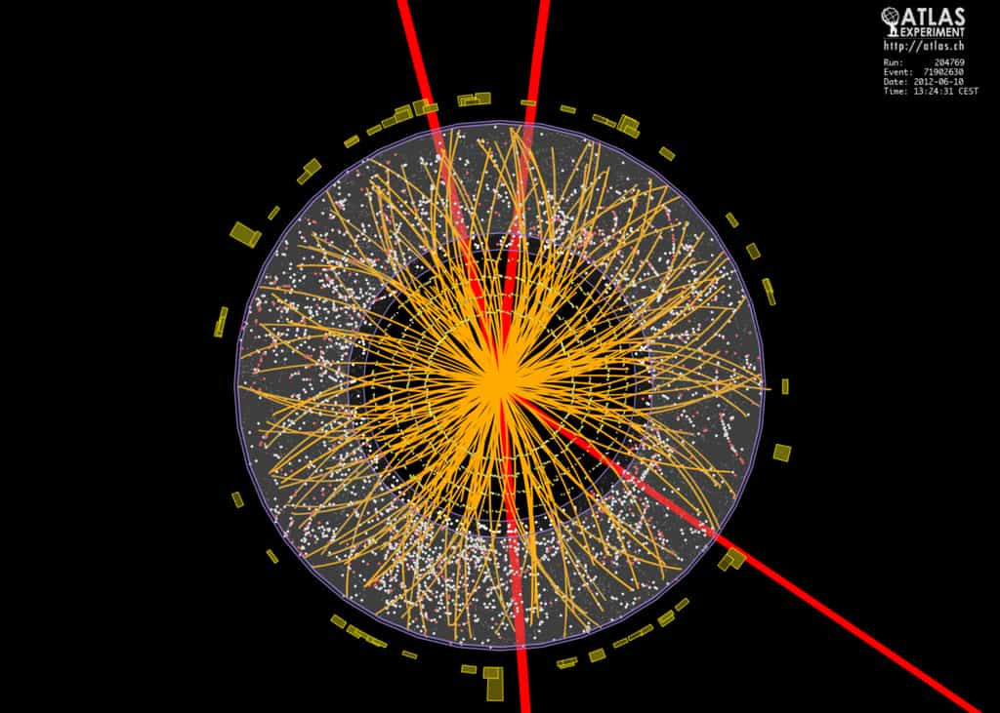 ATLAS
EXPERIMENT
http://atlas.ch
Run: 204769
Event: 71902630
Date: 2012-06-10
Time: 13:24:31 CEST